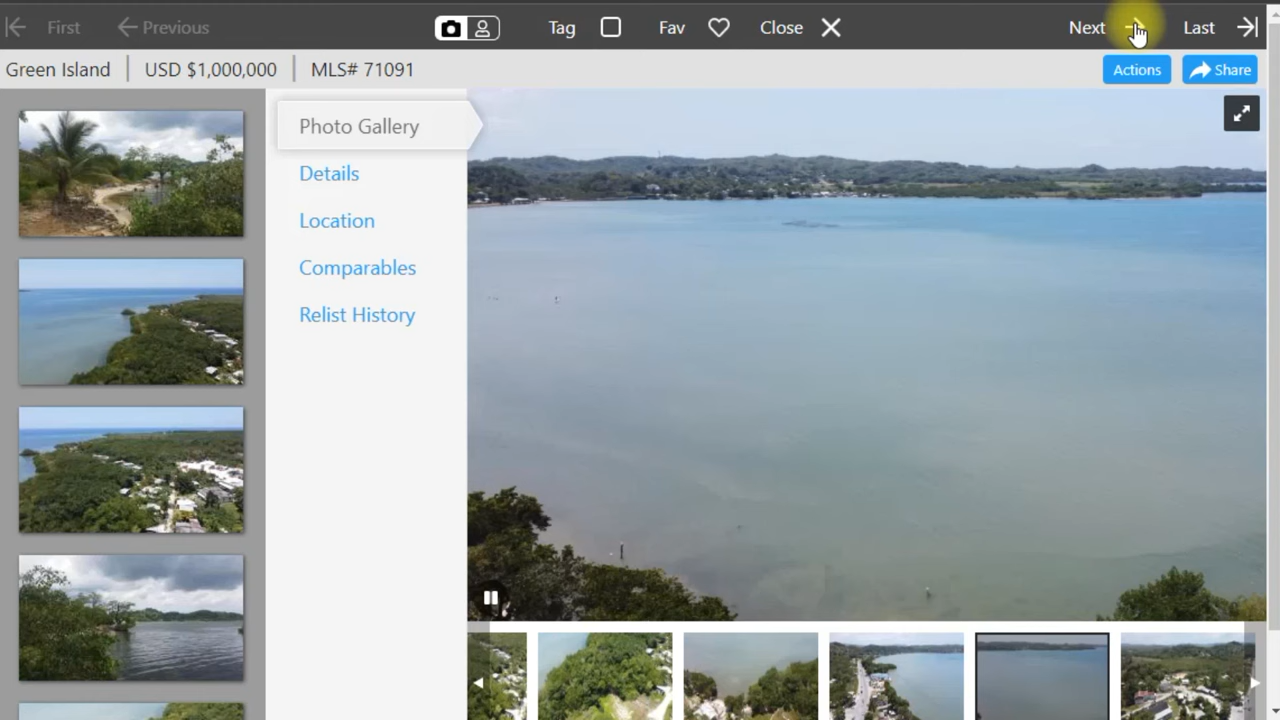 First Previous Tag Fav Close Next Last
Green Island USD $1,000,000 MLS# 71091 Actions Share
Photo Gallery
Details
Location
Comparables
Relist History